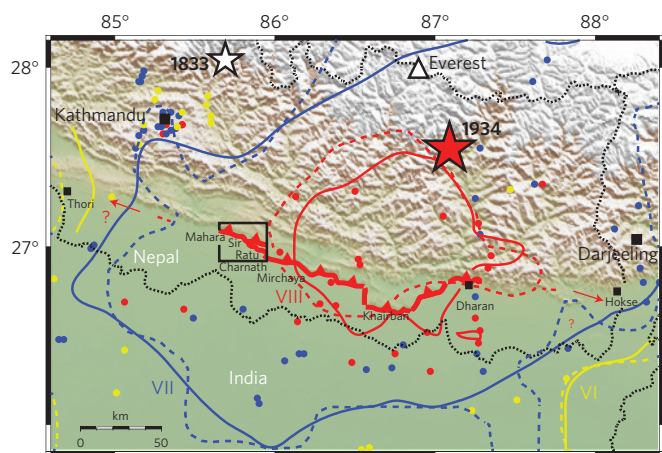 85° 86° 87° 88°
28°
1833
Everest
Kathmandu
1934
Thori
?
27°
Mahara
Sir
Ratu
Charnath
Mirchaya
Nepal
Darjeeling
VIII
Khairban
Dharan
Hokse
?
India
VII
VI
km
0 50